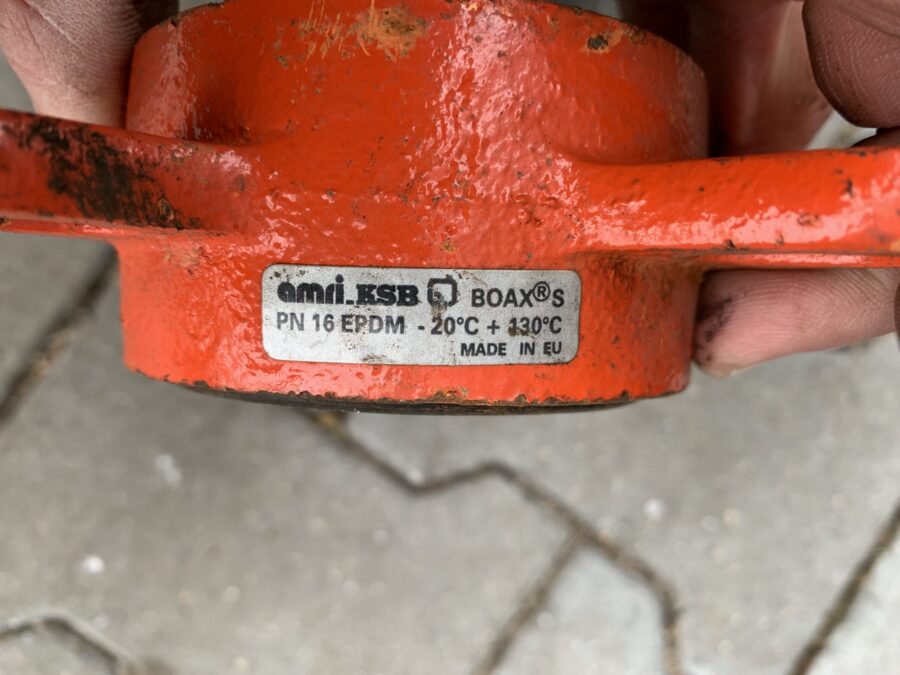 amri-KSB BOAX®S
PN 16 EPDM - 20°C + 130°C
MADE IN EU